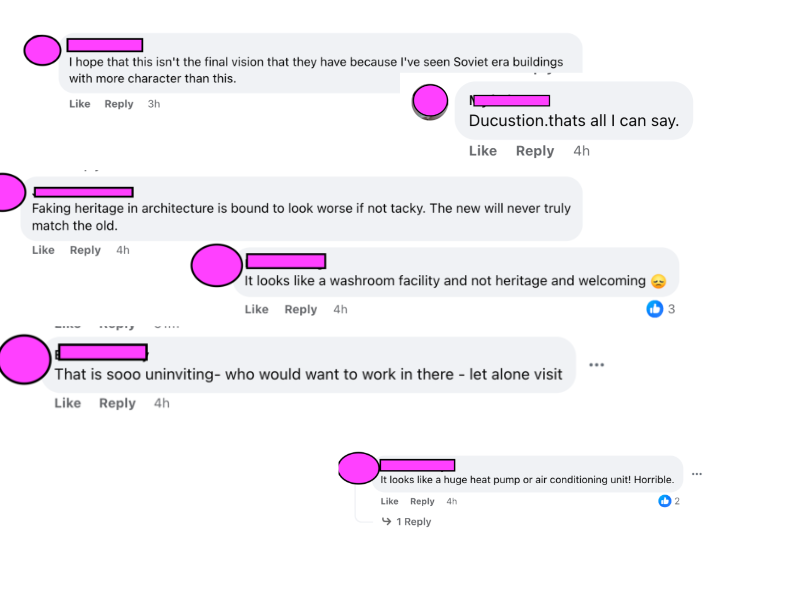 I hope that this isn't the final vision that they have because I've seen Soviet era buildings
with more character than this.
Like Reply 3h
Ducustion.thats all I can say.
Like Reply 4h
Faking heritage in architecture is bound to look worse if not tacky. The new will never truly
match the old.
Like Reply 4h
It looks like a washroom facility and not heritage and welcoming 😞
Like Reply 4h 3
That is sooo uninviting- who would want to work in there - let alone visit
Like Reply 4h
It looks like a huge heat pump or air conditioning unit! Horrible.
Like Reply 4h 2
1 Reply